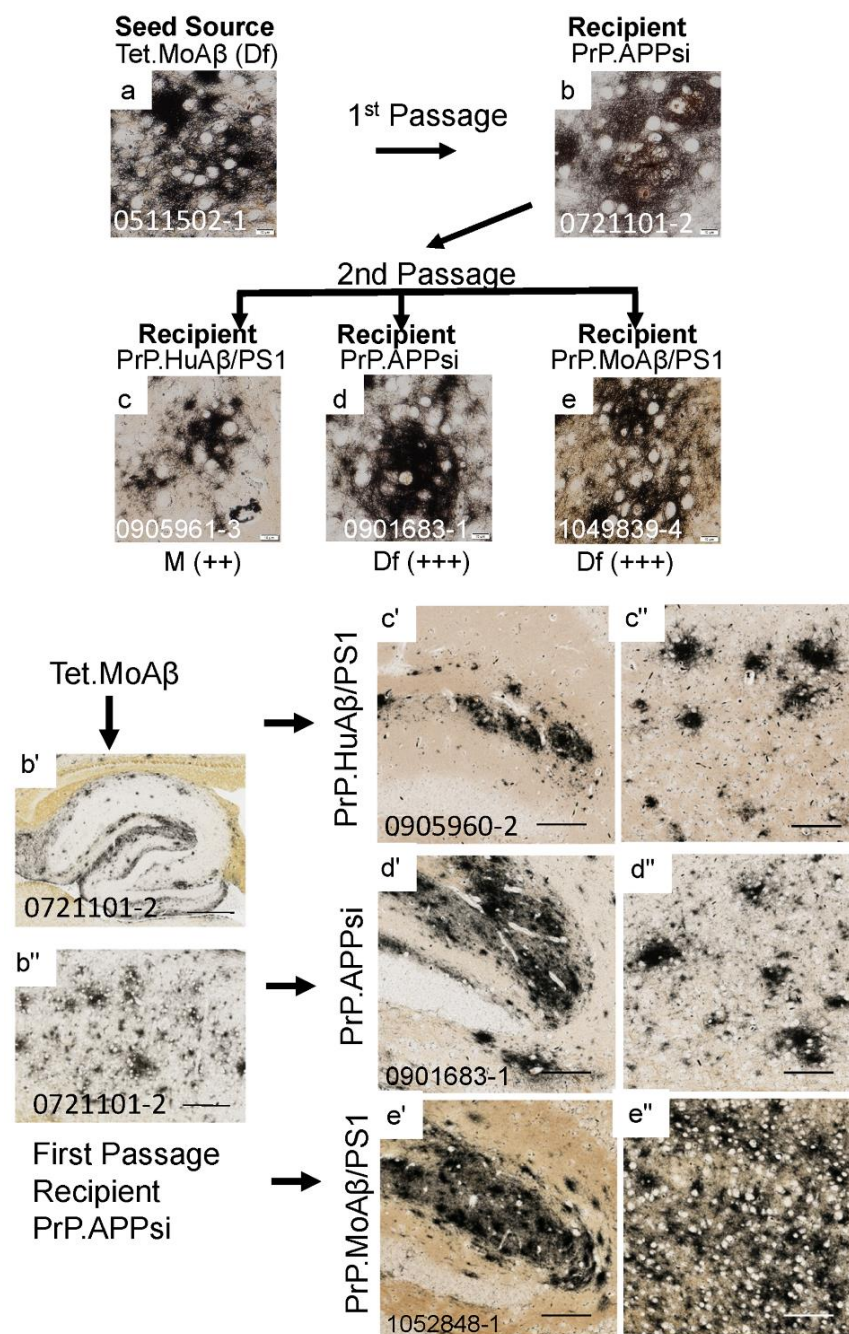 Seed Source
Tet.MoAβ (Df)
a
0511502-1
1st Passage
Recipient
PrP.APPsi
b
0721101-2
2nd Passage
Recipient
PrP.HuAβ/PS1
c
0905961-3
M (++)
Recipient
PrP.APPsi
d
0901683-1
Df (+++)
Recipient
PrP.MoAβ/PS1
e
1049839-4
Df (+++)
Tet.MoAβ
b'
0721101-2
b"
0721101-2
First Passage
Recipient
PrP.APPsi
PrP.HuAβ/PS1
c'
0905960-2
c"
PrP.APPsi
d'
0901683-1
d"
PrP.MoAβ/PS1
e'
1052848-1
e"